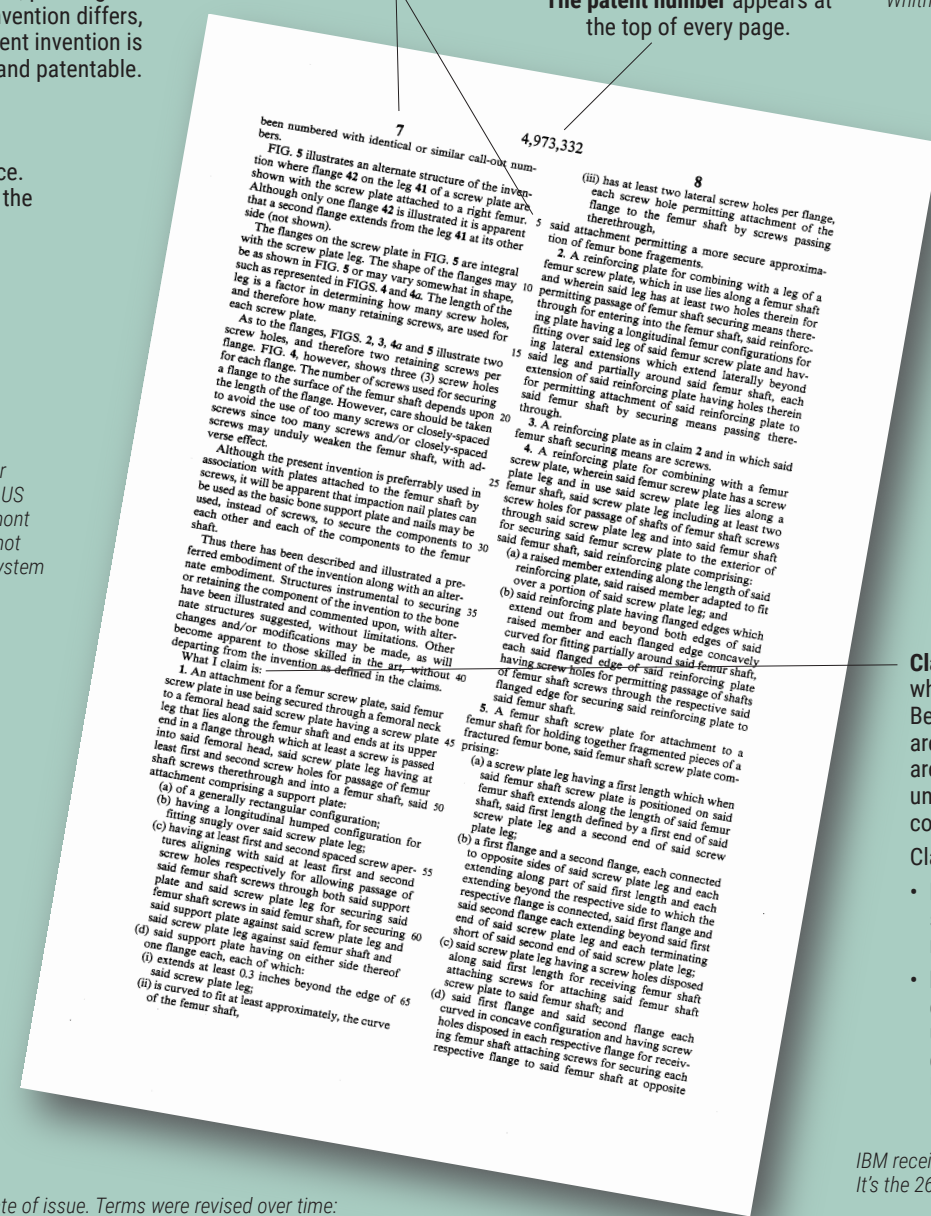 nvention differs,
ent invention is
and patentable.
ce.
the
r
US
mont
not
ystem
The patent number appears at
the top of every page.
Whitn
7
been numbered with identical or similar call-out num-
bers.
FIG. 5 illustrates an alternate structure of the inven-
tion where flange 42 on the leg 41 of a screw plate are
shown with the screw plate attached to a right femur.
Although only one flange 42 is illustrated it is apparent
that a second flange extends from the leg 41 at its other
side (not shown).
The flanges on the screw plate in FIG. 5 are integral
with the screw plate leg. The shape of the flanges may
be as shown in FIG. 5 or may vary somewhat in shape,
such as represented in FIGS. 4 and 4a. The length of the
leg is a factor in determining how many screw holes,
and therefore how many retaining screws, are used for
each screw plate.
As to the flanges, FIGS. 2, 3, 4a and 5 illustrate two
screw holes, and therefore two retaining screws per
flange. FIG. 4, however, shows three (3) screw holes
for each flange. The number of screws used for securing
a flange to the surface of the femur shaft depends upon
the length of the flange. However, care should be taken
to avoid the use of too many screws or closely-spaced
screws since too many screws and/or closely-spaced
screws may unduly weaken the femur shaft, with ad-
verse effect.
Although the present invention is preferrably used in
association with plates attached to the femur shaft by
screws, it will be apparent that impaction nail plates can
be used as the basic bone support plate and nails may be
used, instead of screws, to secure the components to
each other and each of the components to the femur
shaft.
Thus there has been described and illustrated a pre-
ferred embodiment of the invention along with an alter-
nate embodiment. Structures instrumental to securing
or retaining the component of the invention to the bone
have been illustrated and commented upon, with alter-
nate structures suggested, without limitations. Other
changes and/or modifications may be made, as will
become apparent to those skilled in the art, without
departing from the invention as defined in the claims.
What I claim is:
1. An attachment for a femur screw plate, said femur
screw plate in use being secured through a femoral neck
to a femoral head said screw plate having a screw plate
leg that lies along the femur shaft and ends at its upper
end in a flange through which at least a screw is passed
into said femoral head, said screw plate leg having at
least first and second screw holes for passage of femur
shaft screws therethrough and into a femur shaft, said
attachment comprising a support plate:
(a) of a generally rectangular configuration;
(b) having a longitudinal humped configuration for
fitting snugly over said screw plate leg;
(c) having at least first and second spaced screw aper-
tures aligning with said at least first and second
screw holes respectively for allowing passage of
said femur shaft screws through both said support
plate and said screw plate leg for securing said
femur shaft screws in said femur shaft, for securing
said support plate against said screw plate leg and
said screw plate leg against said femur shaft and
(d) said support plate having on either side thereof
one flange each, each of which:
(i) extends at least 0.3 inches beyond the edge of
said screw plate leg;
(ii) is curved to fit at least approximately, the curve
of the femur shaft,
4,973,332
5
10
15
20
25
30
35
40
45
50
55
60
65
8
(iii) has at least two lateral screw holes per flange,
each screw hole permitting attachment of the
flange to the femur shaft by screws passing
therethrough,
said attachment permitting a more secure approxima-
tion of femur bone fragements.
2. A reinforcing plate for combining with a leg of a
femur screw plate, which in use lies along a femur shaft
and wherein said leg has at least two holes therein for
permitting passage of femur shaft securing means there-
through for entering into the femur shaft, said reinforc-
ing plate having a longitudinal femur configurations for
fitting over said leg of said femur screw plate and hav-
ing lateral extensions which extend laterally beyond
said leg and partially around said femur shaft, each
extension of said reinforcing plate having holes therein
for permitting attachment of said reinforcing plate to
said femur shaft by securing means passing there-
through.
3. A reinforcing plate as in claim 2 and in which said
femur shaft securing means are screws.
4. A reinforcing plate for combining with a femur
screw plate, wherein said femur screw plate has a screw
plate leg and in use said screw plate leg lies along a
femur shaft, said screw plate leg including at least two
screw holes for passage of shafts of femur shaft screws
through said screw plate leg and into said femur shaft
for securing said femur screw plate to the exterior of
said femur shaft, said reinforcing plate comprising:
(a) a raised member extending along the length of said
reinforcing plate, said raised member adapted to fit
over a portion of said screw plate leg; and
(b) said reinforcing plate having flanged edges which
extend out from and beyond both edges of said
raised member and each flanged edge concavely
curved for fitting partially around said femur shaft,
each said flanged edge of said reinforcing plate
having screw holes for permitting passage of shafts
of femur shaft screws through the respective said
flanged edge for securing said reinforcing plate to
said femur shaft.
5. A femur shaft screw plate for attachment to a
femur shaft for holding together fragmented pieces of a
fractured femur bone, said femur shaft screw plate com-
prising:
(a) a screw plate leg having a first length which when
said femur shaft screw plate is positioned on said
femur shaft extends along the length of said femur
shaft, said first length defined by a first end of said
screw plate leg and a second end of said screw
plate leg;
(b) a first flange and a second flange, each connected
to opposite sides of said screw plate leg and each
extending along part of said first length and each
extending beyond the respective side to which the
respective flange is connected, said first flange and
said second flange each extending beyond said first
end of said screw plate leg and each terminating
short of said second end of said screw plate leg;
(c) said screw plate leg having a screw holes disposed
along said first length for receiving femur shaft
attaching screws for attaching said femur shaft
screw plate to said femur shaft; and
(d) said first flange and said second flange each
curved in concave configuration and having screw
holes disposed in each respective flange for receiv-
ing femur shaft attaching screws for securing each
respective flange to said femur shaft at opposite
Cla
wh
Be
are
are
un
co
Cla
•
•
IBM recei
It's the 26
te of issue. Terms were revised over time: